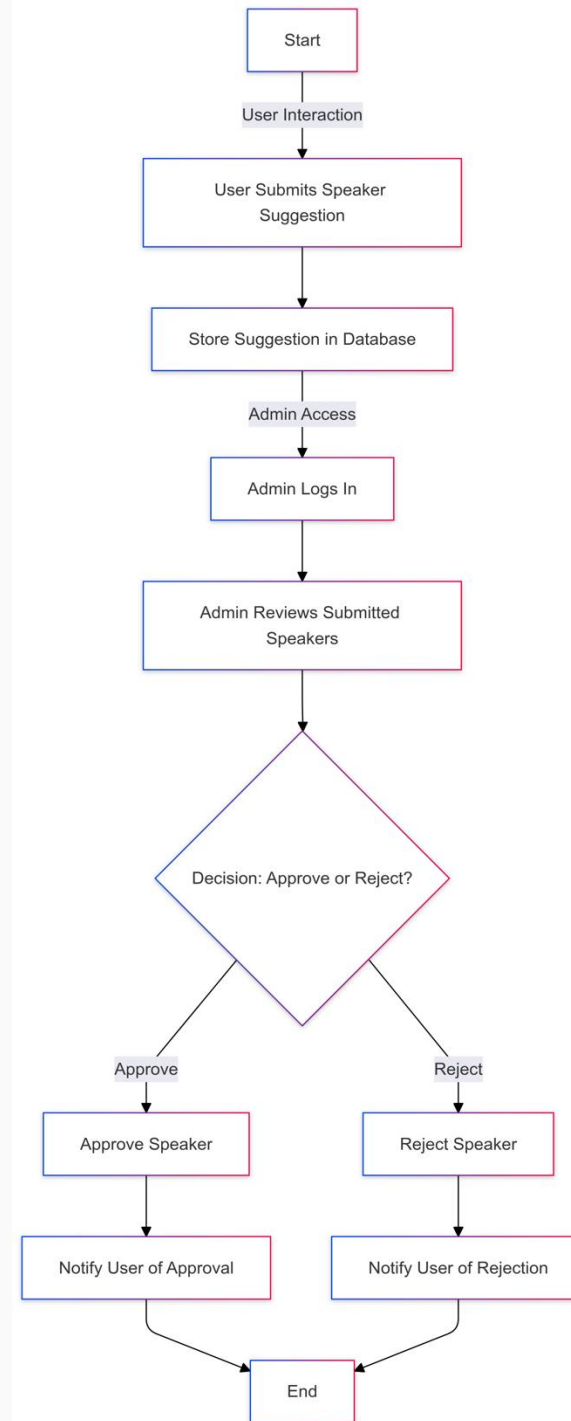 Start
User Interaction
User Submits Speaker
Suggestion
Store Suggestion in Database
Admin Access
Admin Logs In
Admin Reviews Submitted
Speakers
Decision: Approve or Reject?
Approve
Reject
Approve Speaker
Reject Speaker
Notify User of Approval
Notify User of Rejection
End